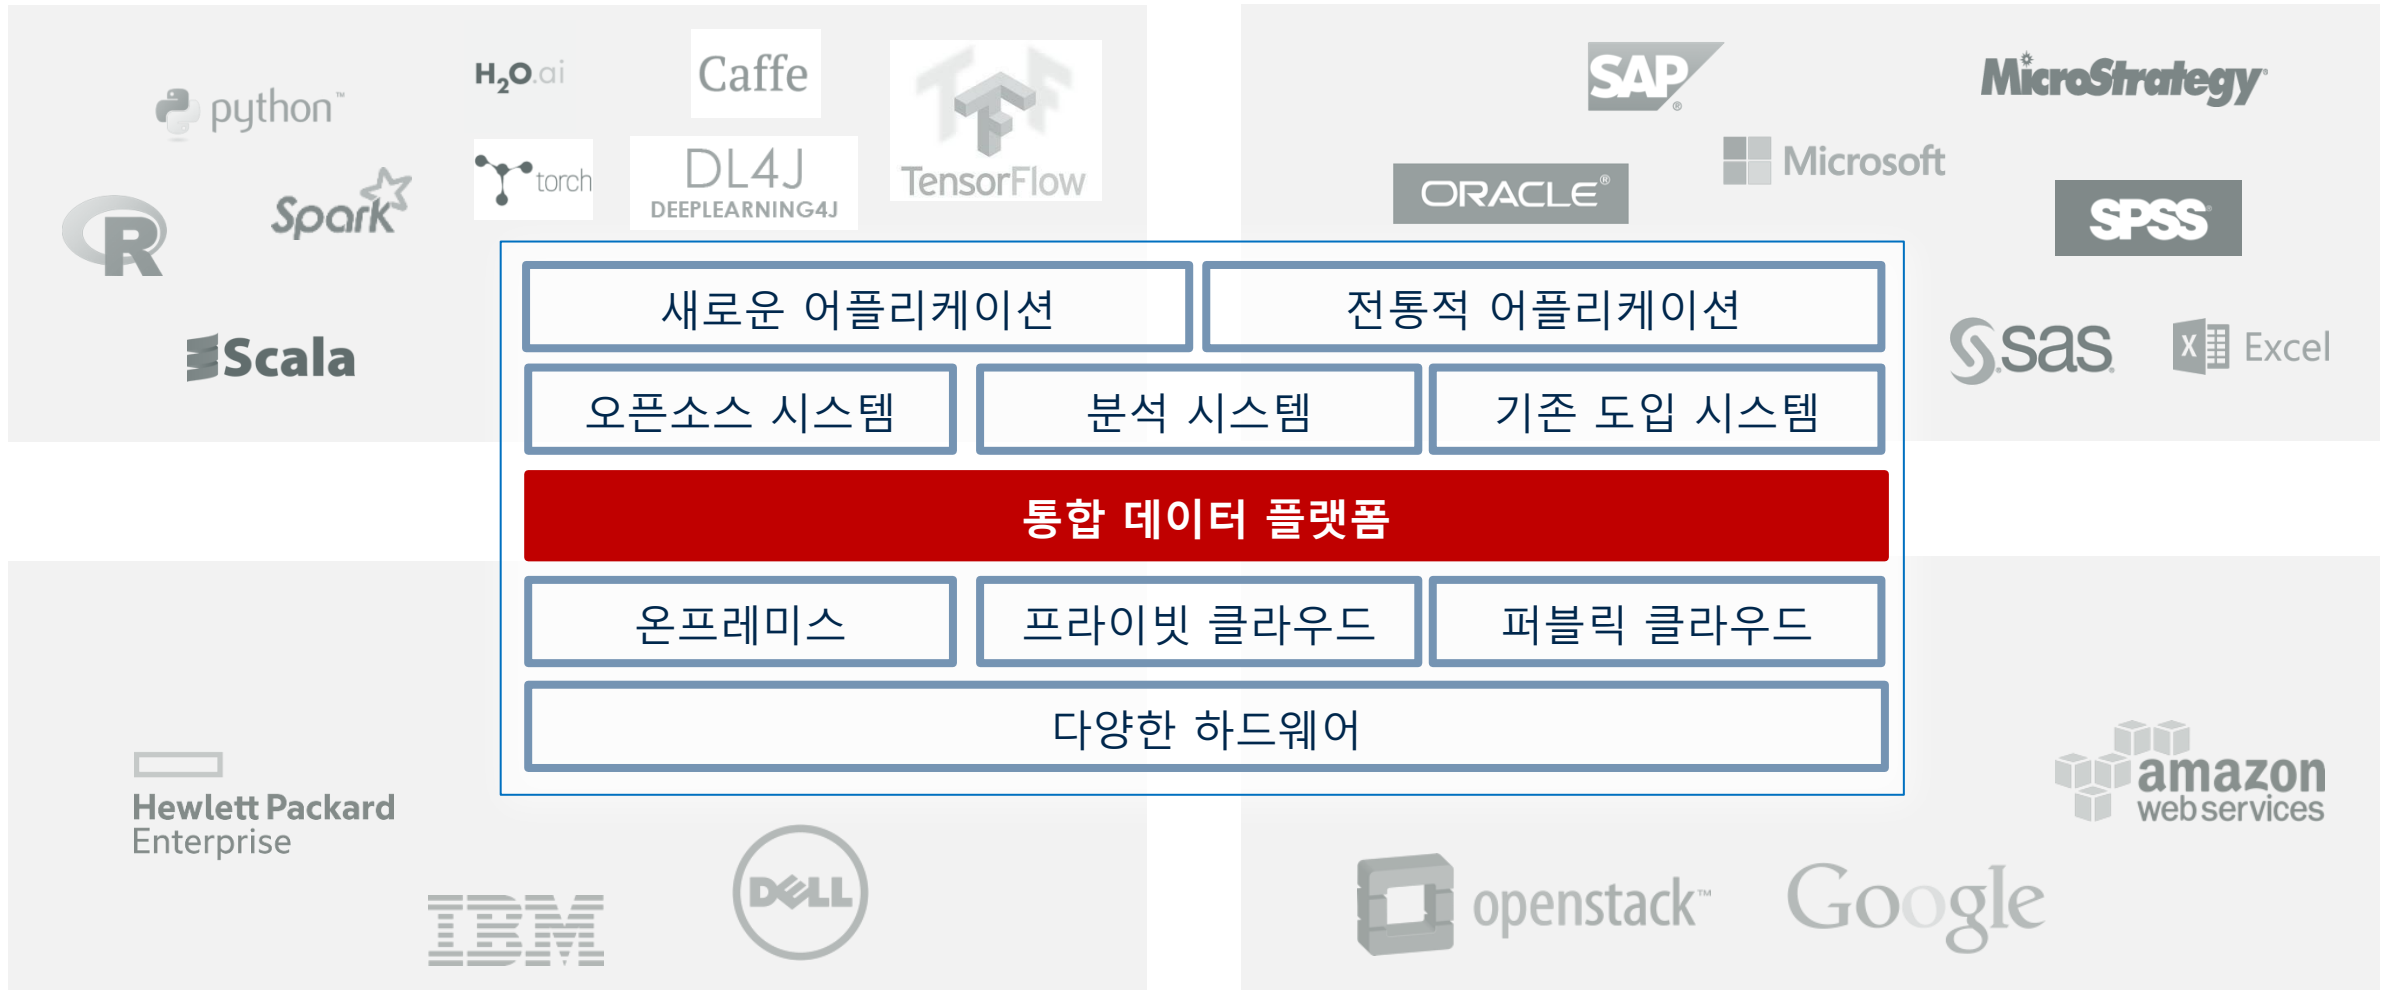 python™
H2O.ai
Caffe
TensorFlow
torch
DL4J
DEEPLEARNING4J
Spark
R
Scala
SAP®
MicroStrategy®
Microsoft
ORACLE®
SPSS
sas
X Excel
새로운 어플리케이션
전통적 어플리케이션
오픈소스 시스템
분석 시스템
기존 도입 시스템
통합 데이터 플랫폼
온프레미스
프라이빗 클라우드
퍼블릭 클라우드
다양한 하드웨어
Hewlett Packard
Enterprise
IBM
DELL
openstack™
Google
amazon
web services